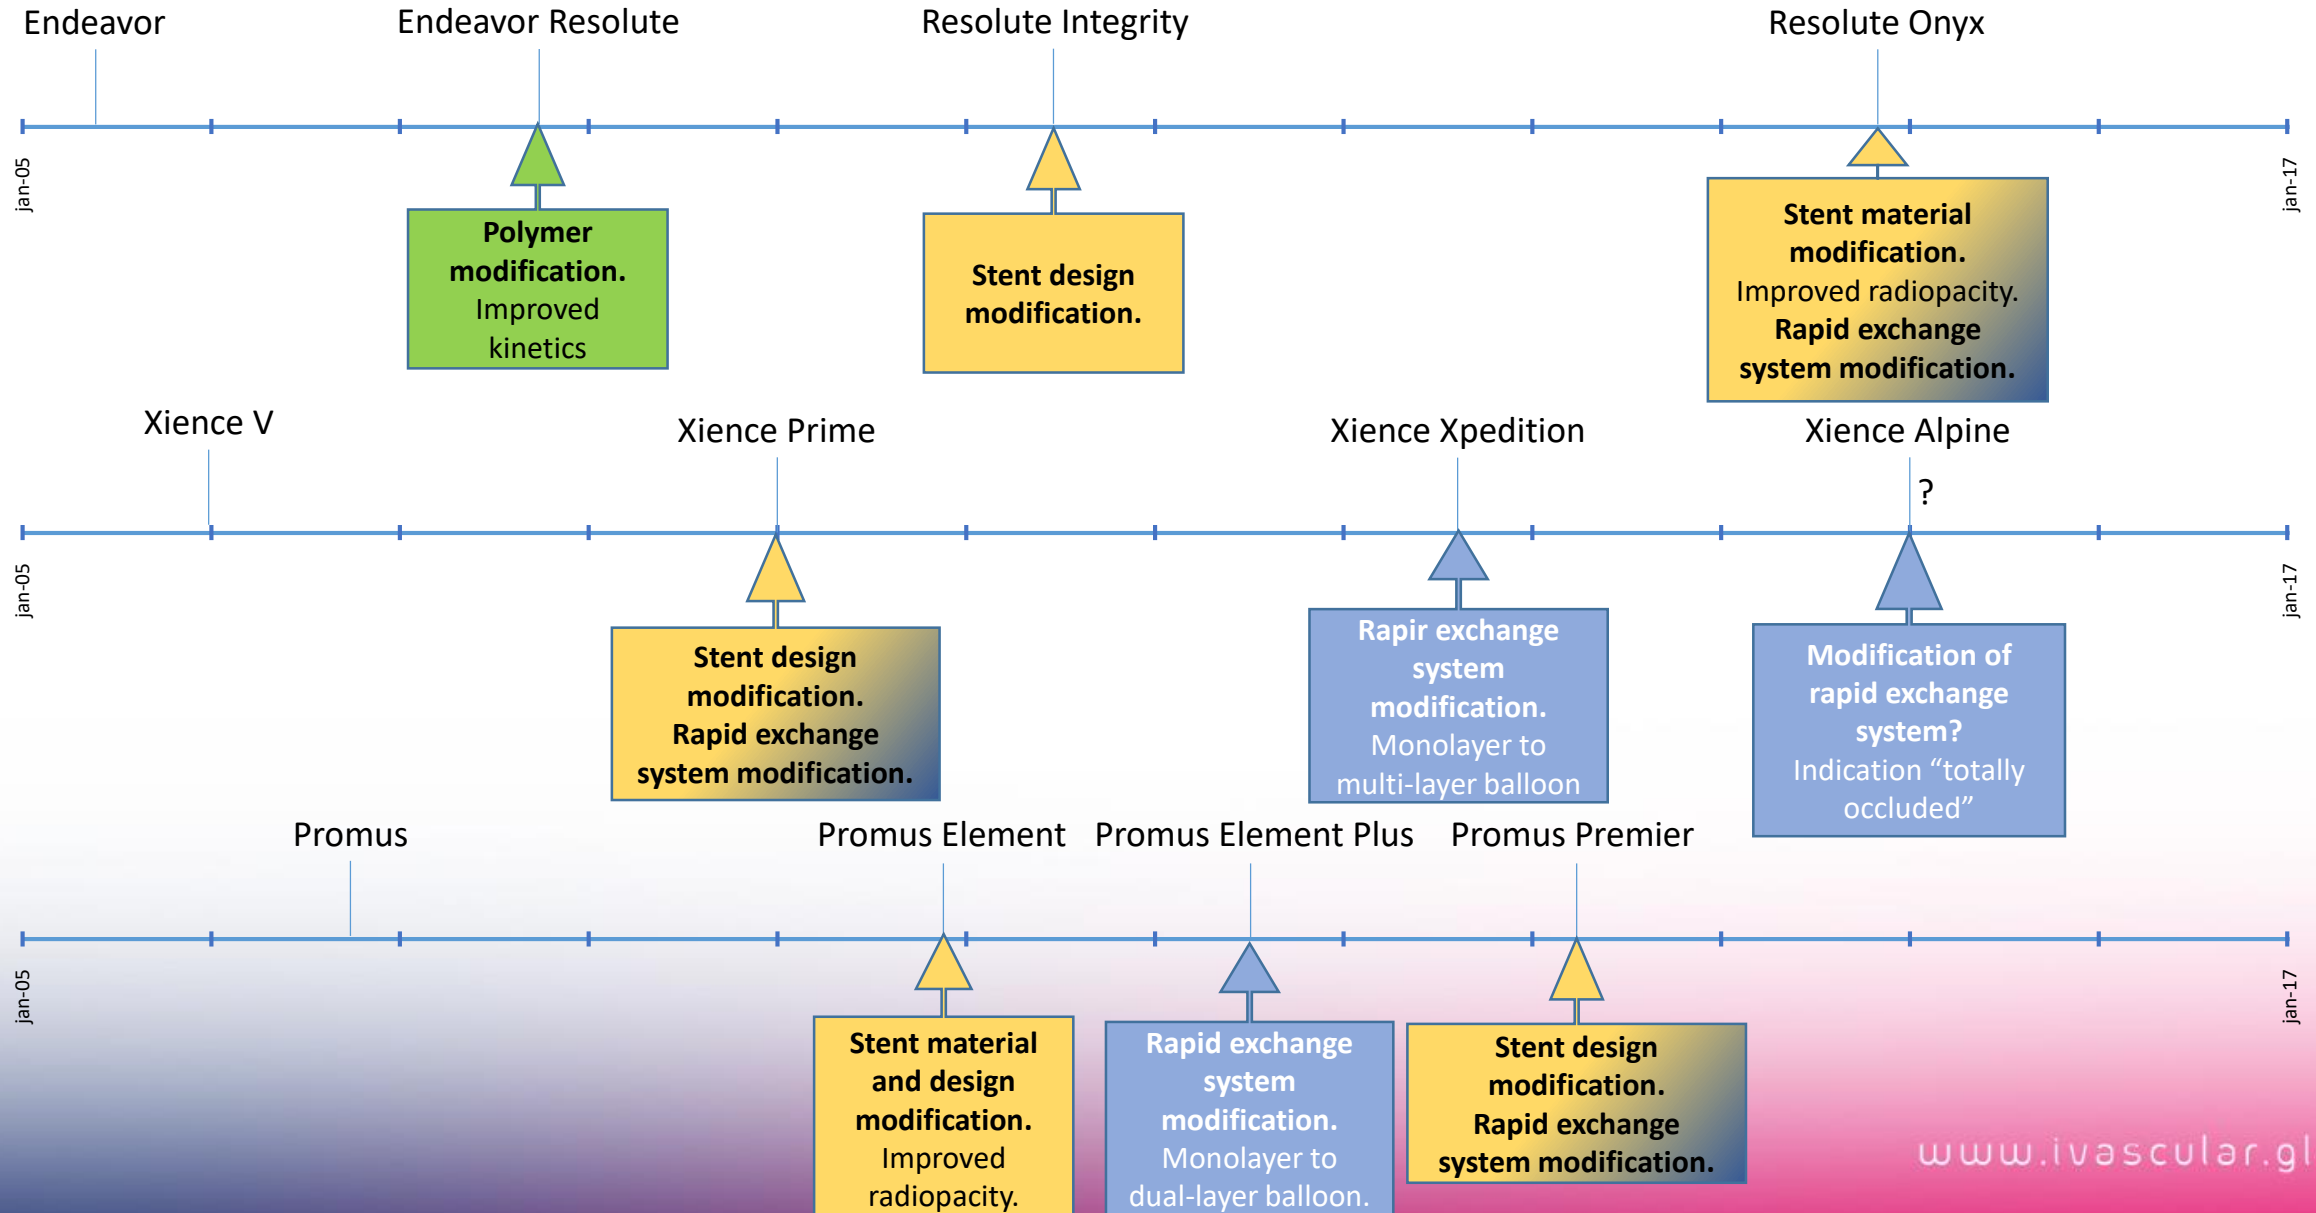 Endeavor
Endeavor Resolute
Resolute Integrity
Resolute Onyx
jan-05
jan-17
Polymer
modification.
Improved
kinetics
Stent design
modification.
Stent material
modification.
Improved radiopacity.
Rapid exchange
system modification.
Xience V
Xience Prime
Xience Xpedition
Xience Alpine
?
jan-05
jan-17
Stent design
modification.
Rapid exchange
system modification.
Rapir exchange
system
modification.
Monolayer to
multi-layer balloon
Modification of
rapid exchange
system?
Indication “totally
occluded”
Promus
Promus Element
Promus Element Plus
Promus Premier
jan-05
jan-17
Stent material
and design
modification.
Improved
radiopacity.
Rapid exchange
system
modification.
Monolayer to
dual-layer balloon.
Stent design
modification.
Rapid exchange
system modification.
www.ivascular.gl